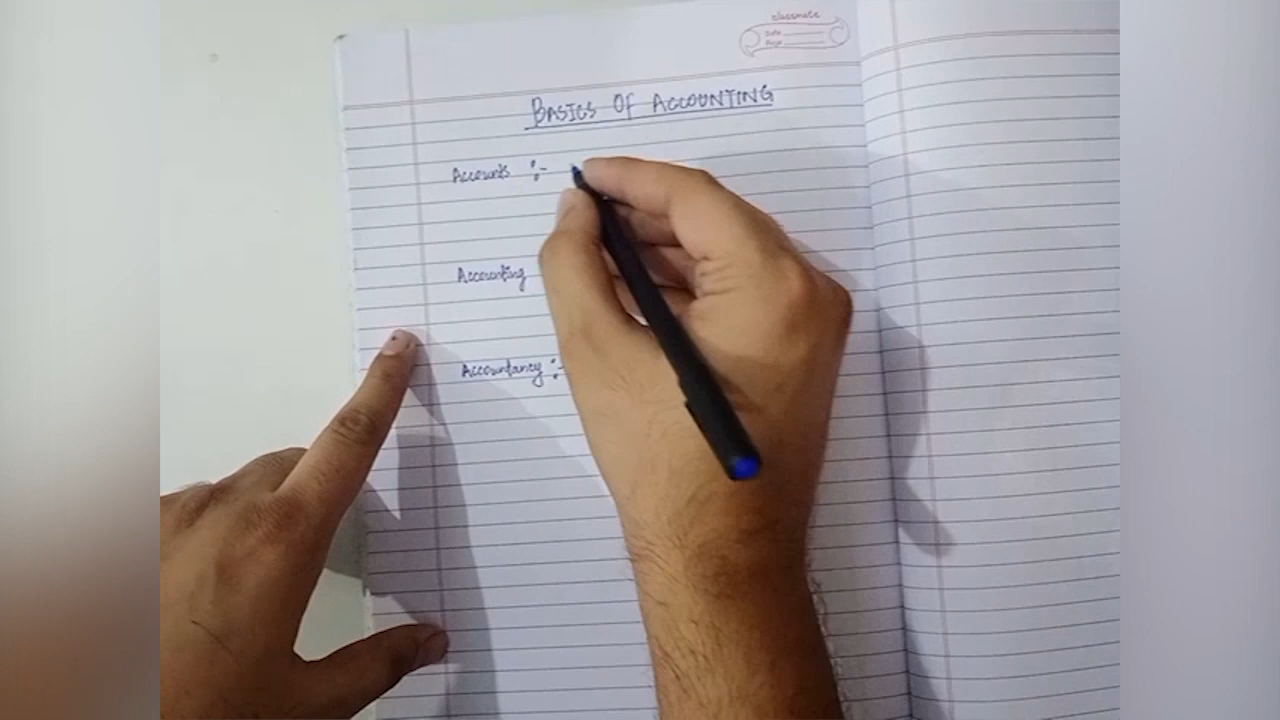 classmate
Date
Page
BASICS OF ACCOUNTING
Accounts :-
Accounting
Accountancy :-